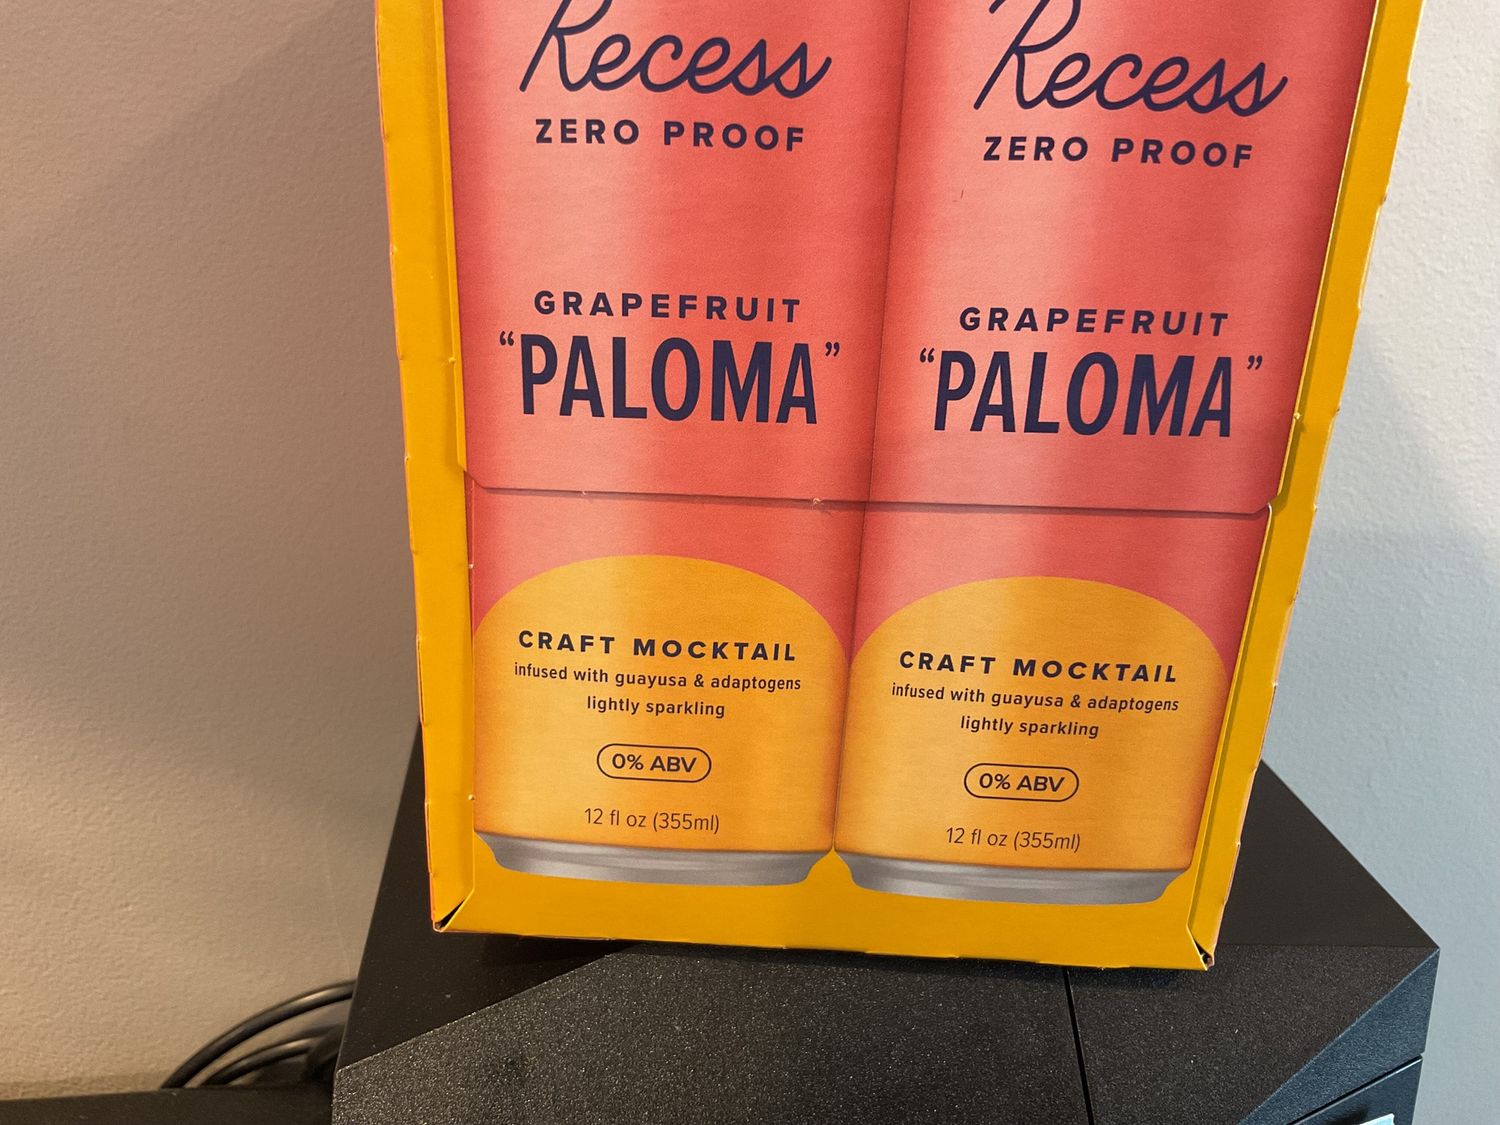 Recess
ZERO PROOF
GRAPEFRUIT
"PALOMA"
CRAFT MOCKTAIL
infused with guayusa & adaptogens
lightly sparkling
0% ABV
12 fl oz (355ml)
Recess
ZERO PROOF
GRAPEFRUIT
"PALOMA"
CRAFT MOCKTAIL
infused with guayusa & adaptogens
lightly sparkling
0% ABV
12 fl oz (355ml)